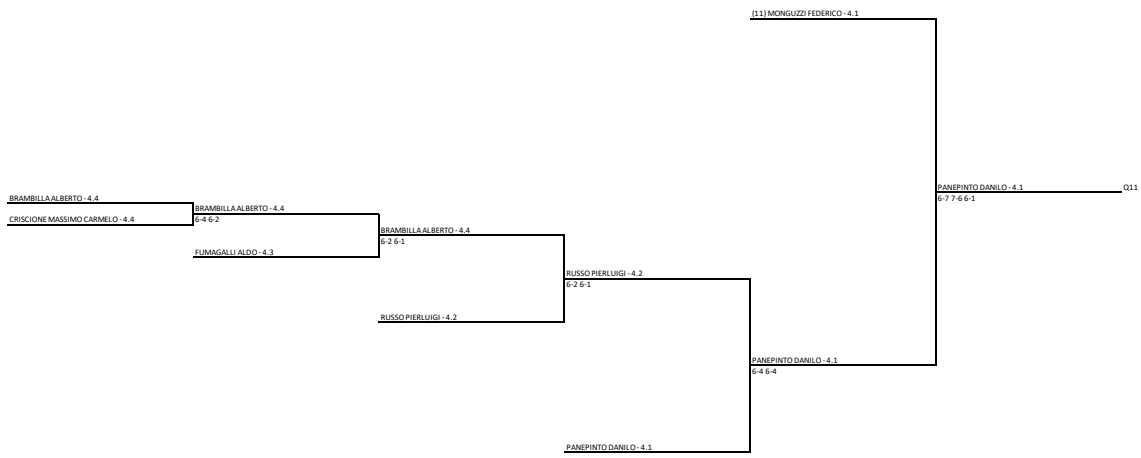 (11) MONGUZZI FEDERICO - 4.1
PANEPINTO DANILO - 4.1
Q11
6-7 7-6 6-1
BRAMBILLA ALBERTO - 4.4
BRAMBILLA ALBERTO - 4.4
CRISCIONE MASSIMO CARMELO - 4.4
6-4 6-2
BRAMBILLA ALBERTO - 4.4
6-2 6-1
FUMAGALLI ALDO - 4.3
RUSSO PIERLUIGI - 4.2
6-2 6-1
RUSSO PIERLUIGI - 4.2
PANEPINTO DANILO - 4.1
6-4 6-4
PANEPINTO DANILO - 4.1